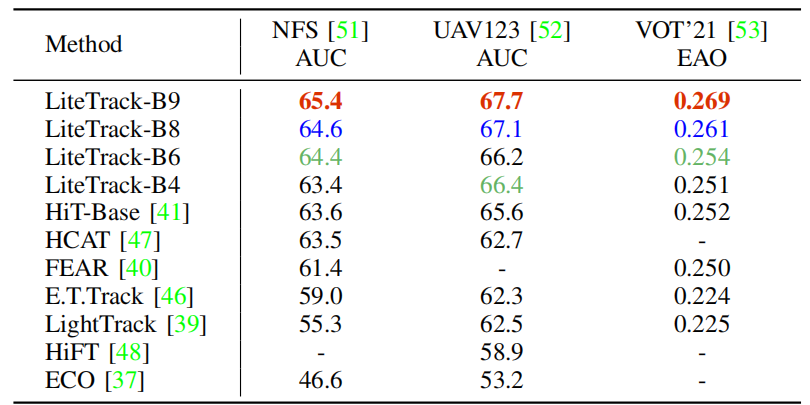 Method NFS [51] UAV123 [52] VOT’21 [53]
AUC AUC EAO
LiteTrack-B9 65.4 67.7 0.269
LiteTrack-B8 64.6 67.1 0.261
LiteTrack-B6 64.4 66.2 0.254
LiteTrack-B4 63.4 66.4 0.251
HiT-Base [41] 63.6 65.6 0.252
HCAT [47] 63.5 62.7 -
FEAR [40] 61.4 - 0.250
E.T.Track [46] 59.0 62.3 0.224
LightTrack [39] 55.3 62.5 0.225
HiFT [48] - 58.9 -
ECO [37] 46.6 53.2 -